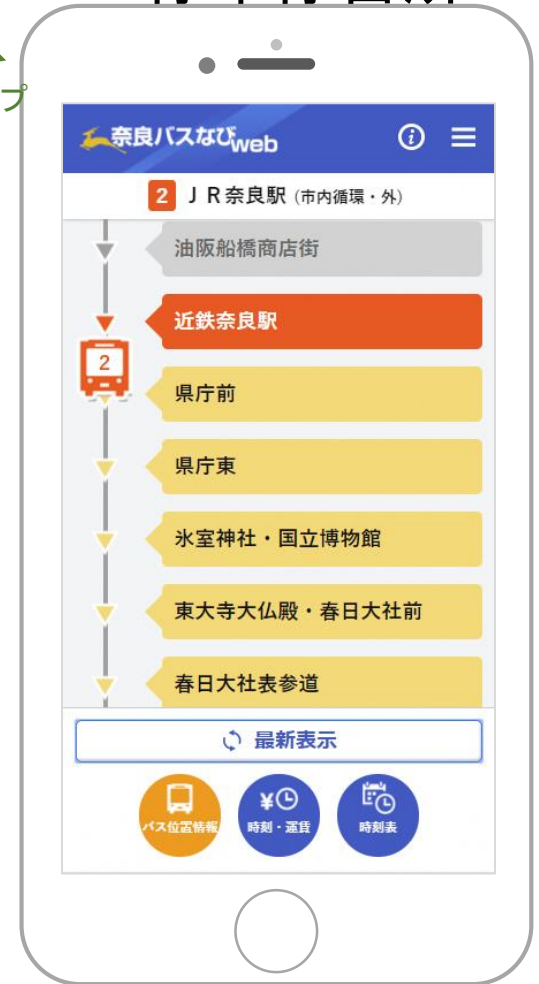 プ
奈良バスなびweb
2 ＪＲ奈良駅 (市内循環・外)
油阪船橋商店街
近鉄奈良駅
2
県庁前
県庁東
氷室神社・国立博物館
東大寺大仏殿・春日大社前
春日大社表参道
最新表示
バス位置情報
¥
時刻・運賃
時刻表